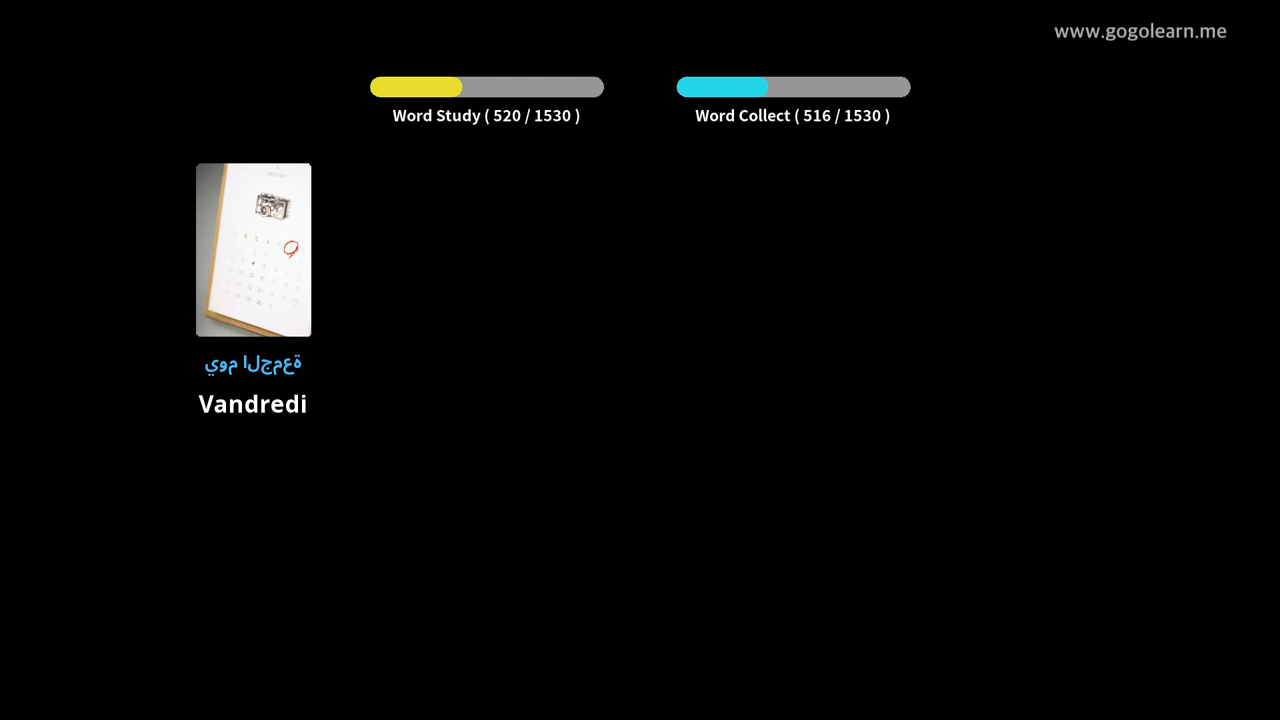 www.gogolearn.me
Word Study ( 520 / 1530 )
Word Collect ( 516 / 1530 )
يوم الجمعة
Vandredi